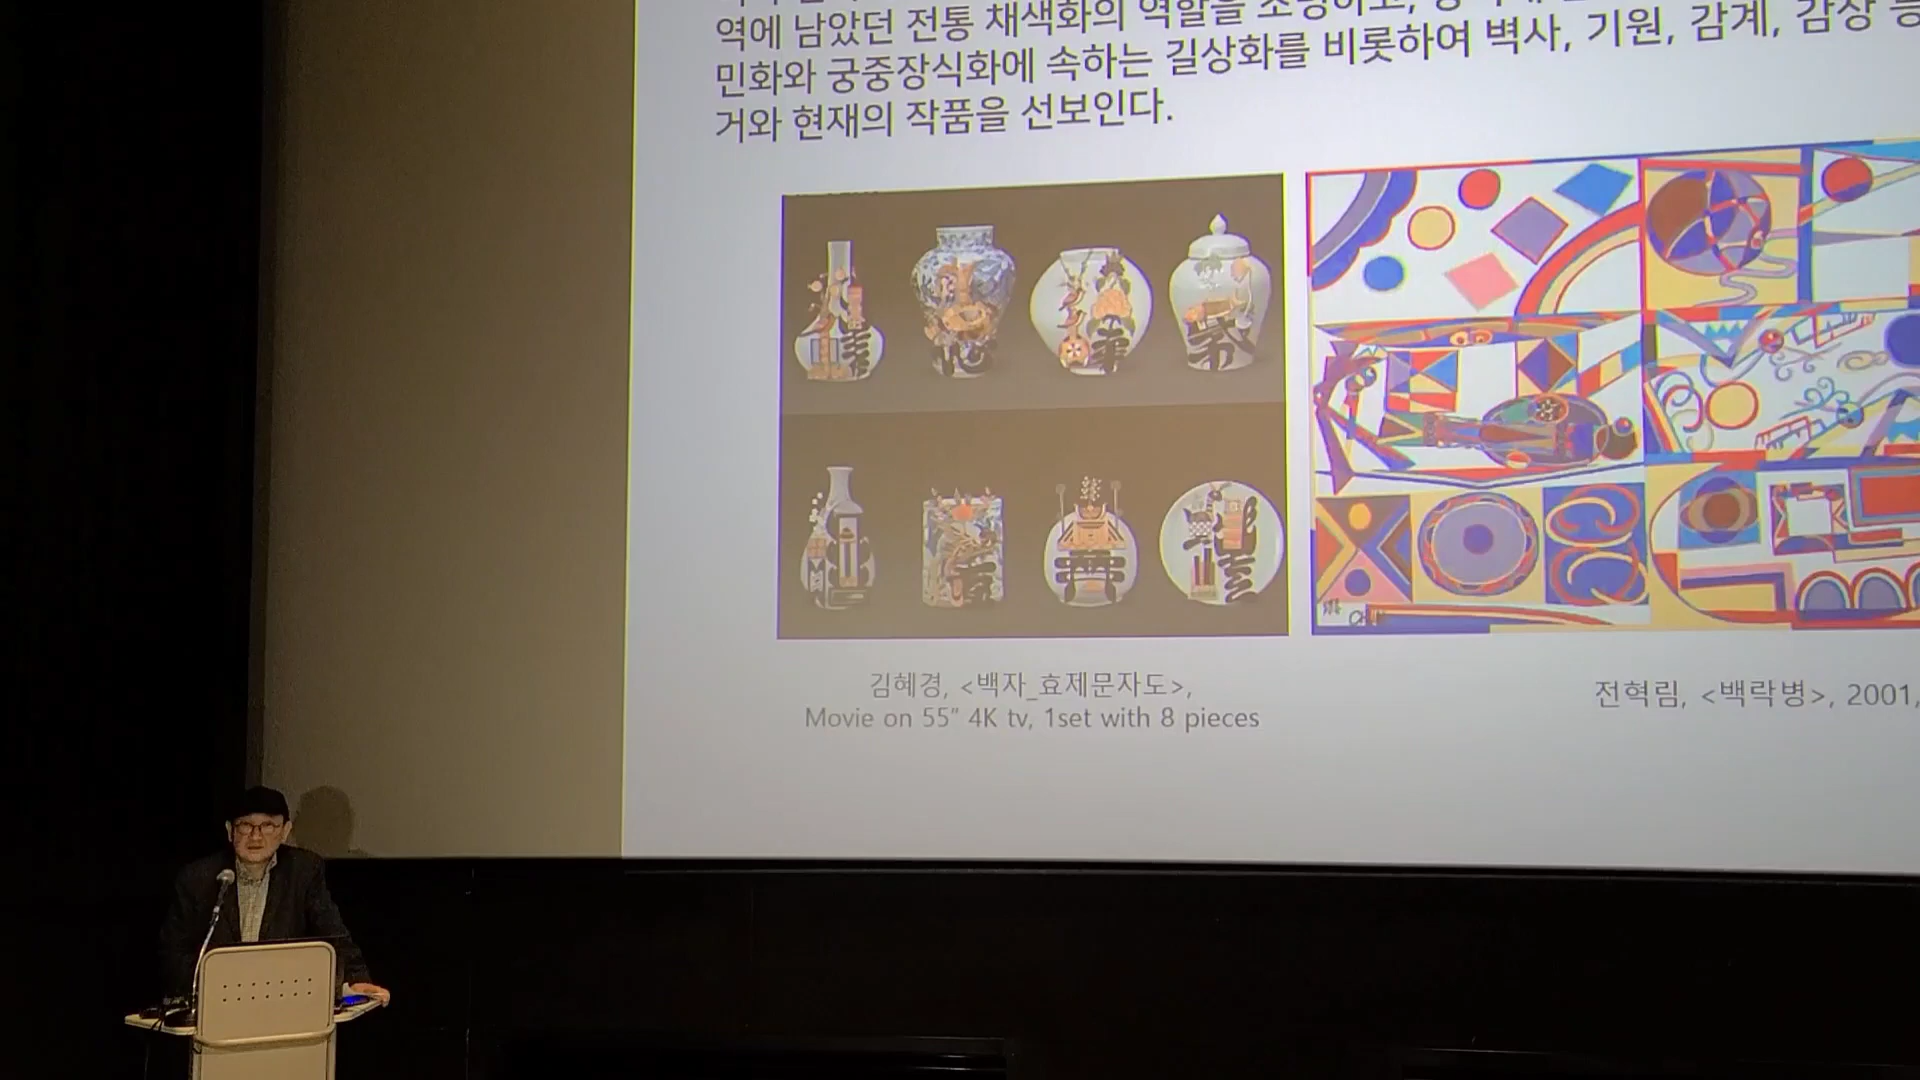 역에 남았던 전통 채색화의 역할을 조명하고,
민화와 궁중장식화에 속하는 길상화를 비롯하여 벽사, 기원, 감계, 감상 등
거와 현재의 작품을 선보인다.
김혜경, <백자_효제문자도>,
Movie on 55” 4K tv, 1set with 8 pieces
전혁림, <백락병>, 2001,